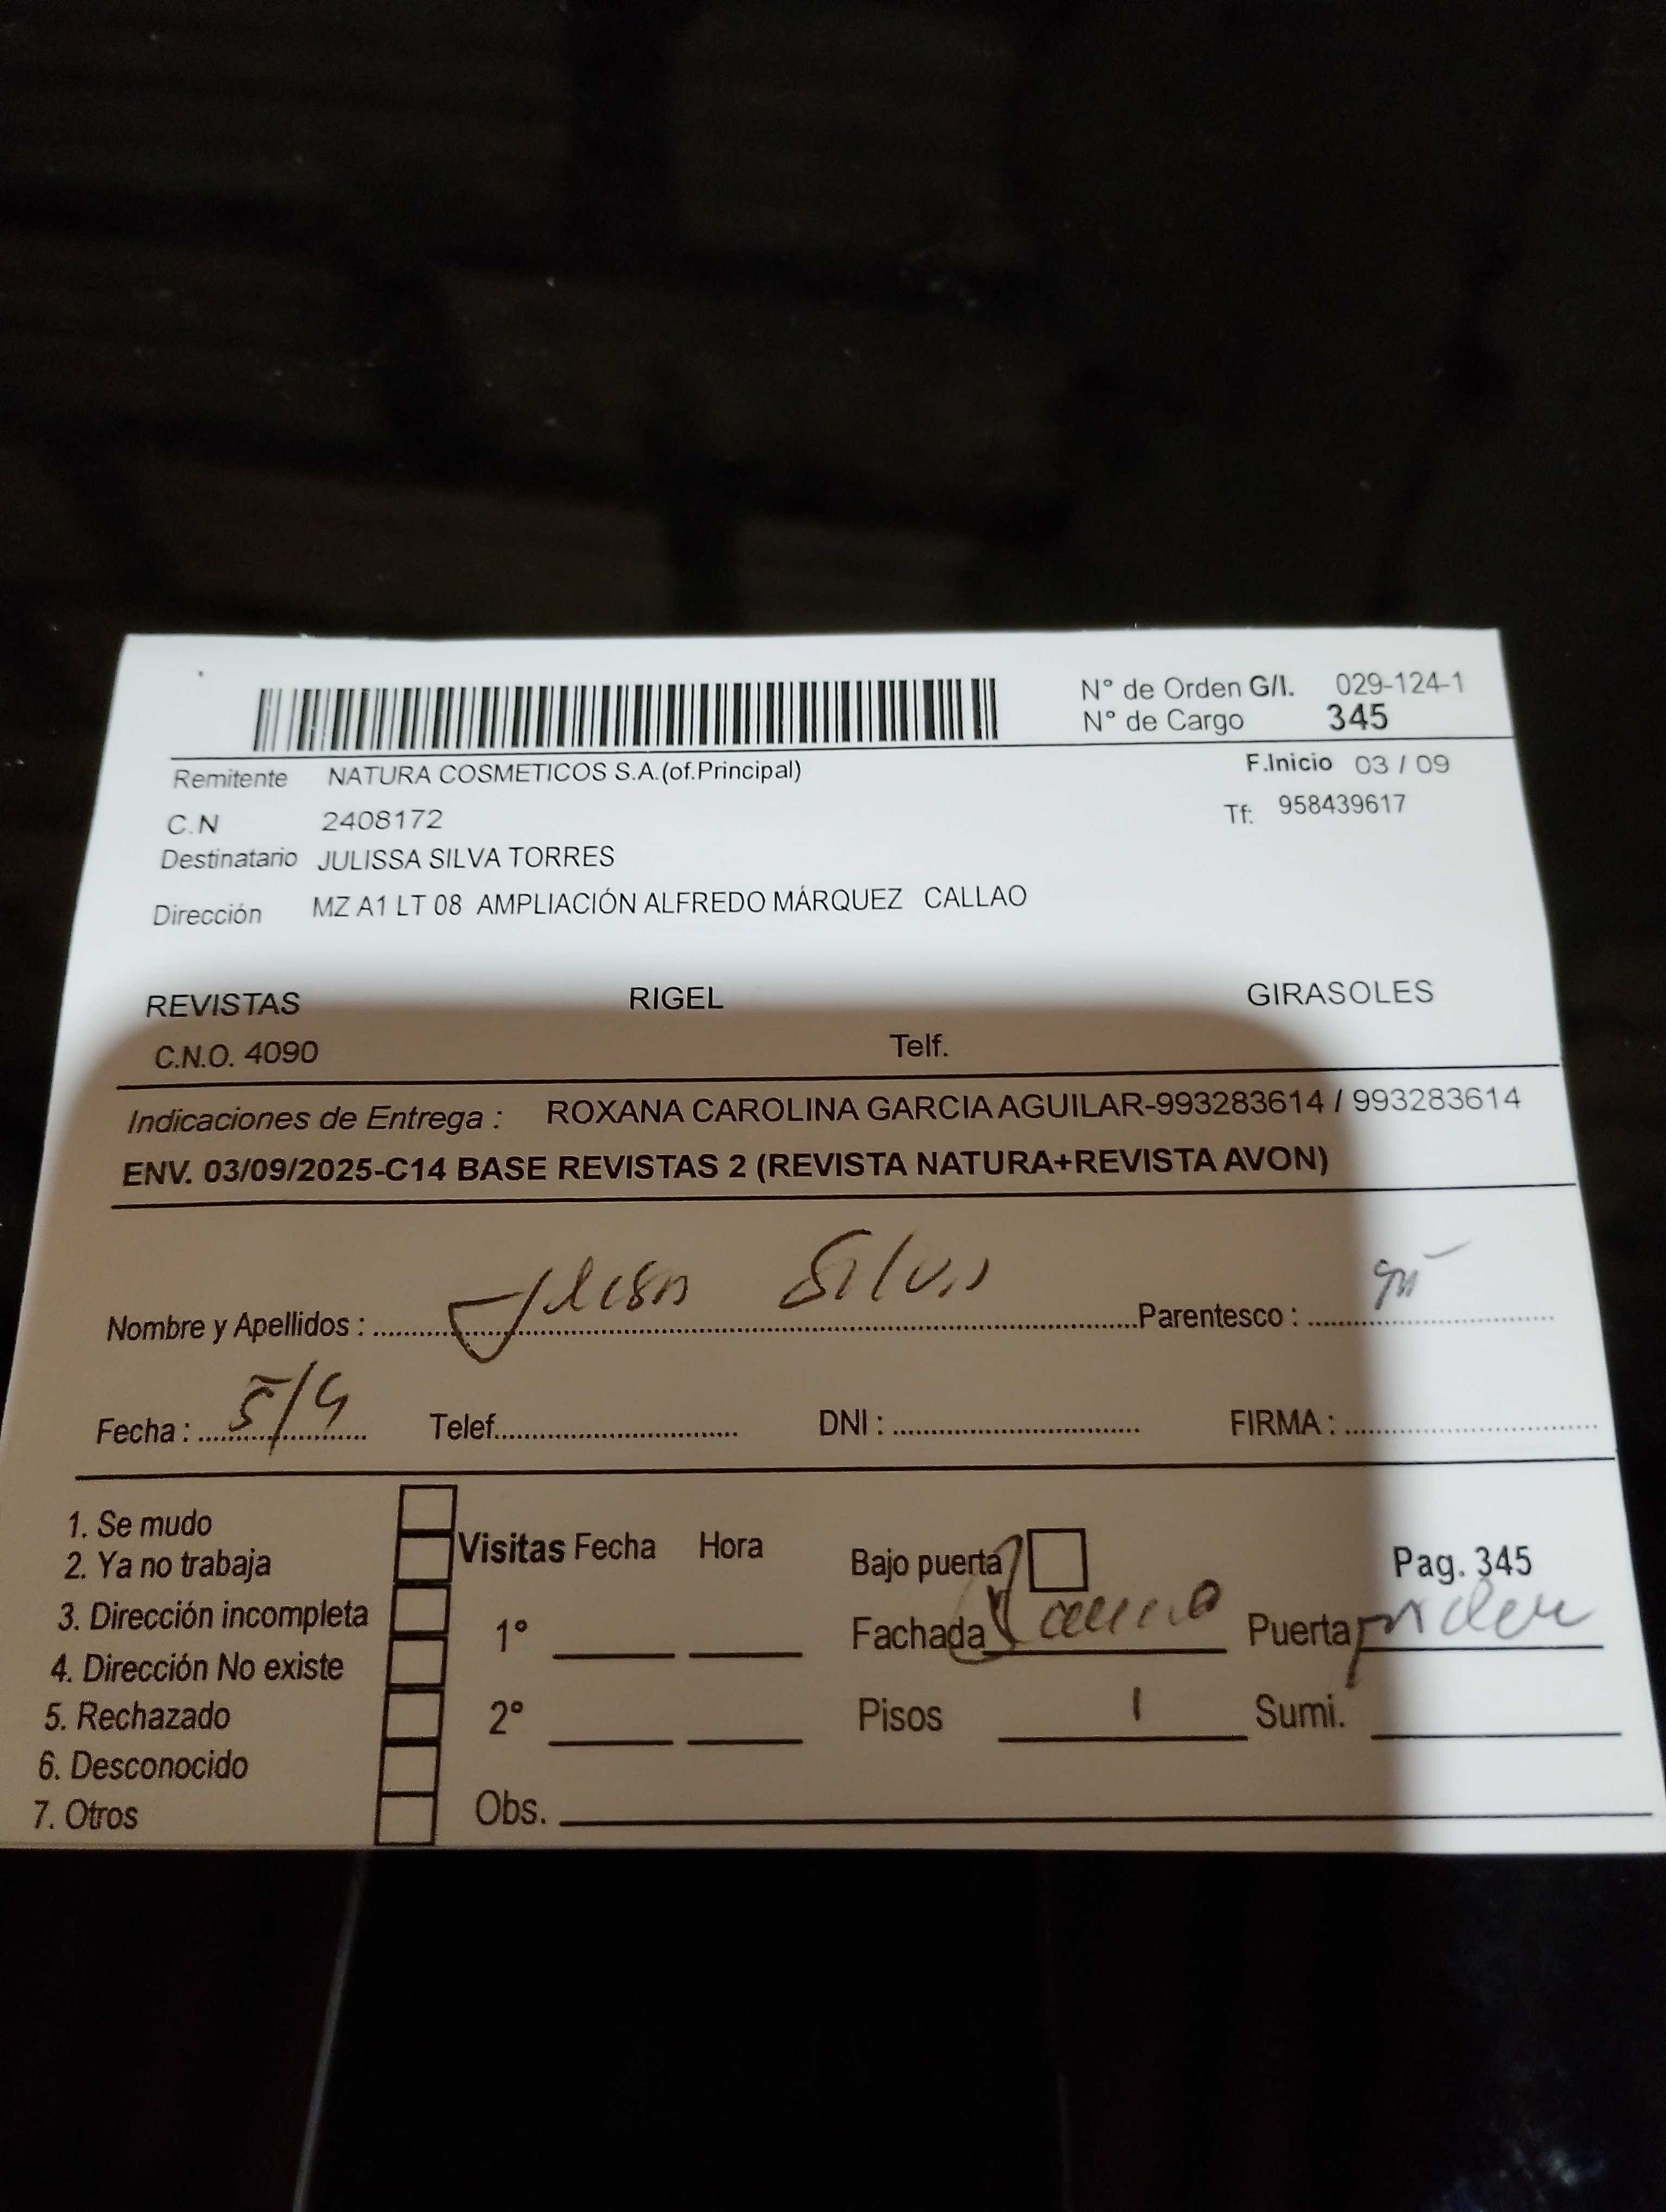 N° de Orden G/I. 029-124-1
N° de Cargo 345
Remitente NATURA COSMETICOS S.A.(of.Principal) F.Inicio 03 / 09
C.N 2408172 Tf: 958439617
Destinatario JULISSA SILVA TORRES
Dirección MZ A1 LT 08 AMPLIACIÓN ALFREDO MÁRQUEZ CALLAO
REVISTAS RIGEL GIRASOLES
C.N.O. 4090 Telf.
Indicaciones de Entrega : ROXANA CAROLINA GARCIA AGUILAR-993283614 / 993283614
ENV. 03/09/2025-C14 BASE REVISTAS 2 (REVISTA NATURA+REVISTA AVON)
Nombre y Apellidos : Silva Parentesco :
Fecha : 5/9 Telef. DNI : FIRMA :
1. Se mudo
2. Ya no trabaja Visitas Fecha Hora Bajo puerta Pag. 345
3. Dirección incompleta 1° Fachada Puerta
4. Dirección No existe
5. Rechazado 2° Pisos 1 Sumi.
6. Desconocido
7. Otros Obs.